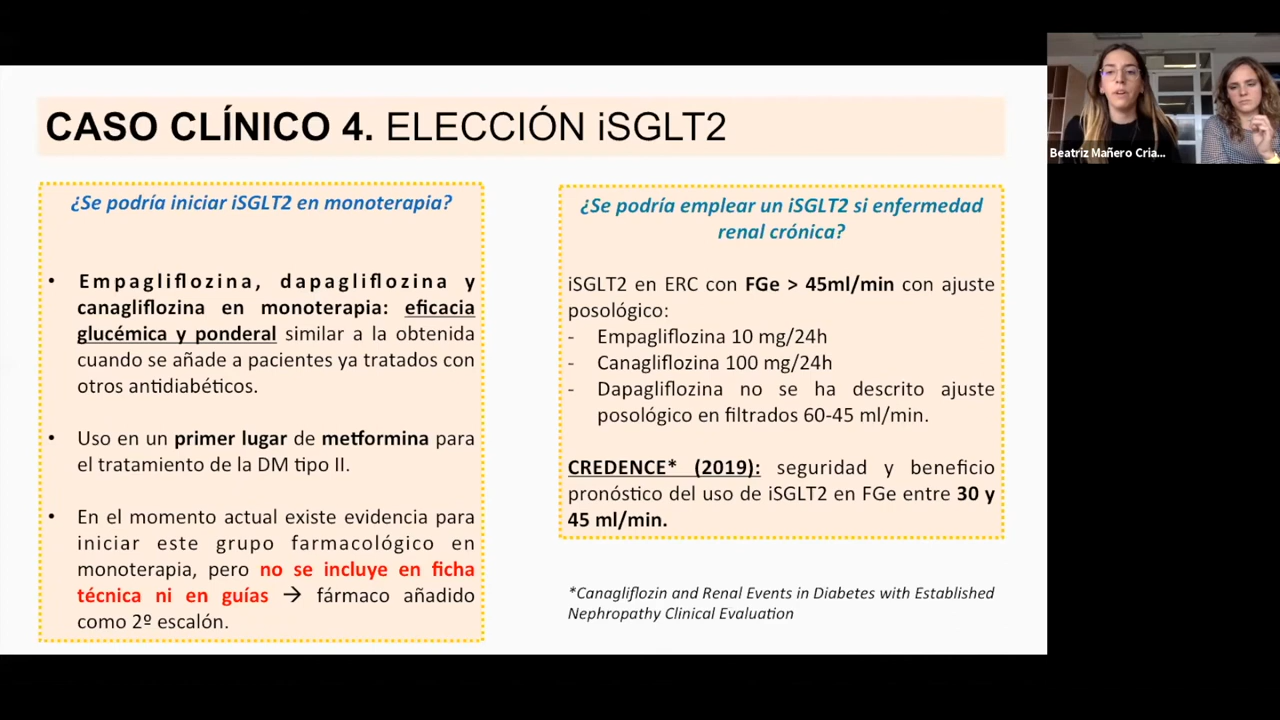 CASO CLÍNICO 4. ELECCIÓN iSGLT2
¿Se podría iniciar iSGLT2 en monoterapia?
• Empagliflozina, dapagliflozina y
canagliflozina en monoterapia: eficacia
glucémica y ponderal similar a la obtenida
cuando se añade a pacientes ya tratados con
otros antidiabéticos.
• Uso en un primer lugar de metformina para
el tratamiento de la DM tipo II.
• En el momento actual existe evidencia para
iniciar este grupo farmacológico en
monoterapia, pero no se incluye en ficha
técnica ni en guías → fármaco añadido
como 2º escalón.
¿Se podría emplear un iSGLT2 si enfermedad
renal crónica?
iSGLT2 en ERC con FGe > 45ml/min con ajuste
posológico:
- Empagliflozina 10 mg/24h
- Canagliflozina 100 mg/24h
- Dapagliflozina no se ha descrito ajuste
posológico en filtrados 60-45 ml/min.
CREDENCE* (2019): seguridad y beneficio
pronóstico del uso de iSGLT2 en FGe entre 30 y
45 ml/min.
*Canagliflozin and Renal Events in Diabetes with Established
Nephropathy Clinical Evaluation
Beatriz Mañero Cria...